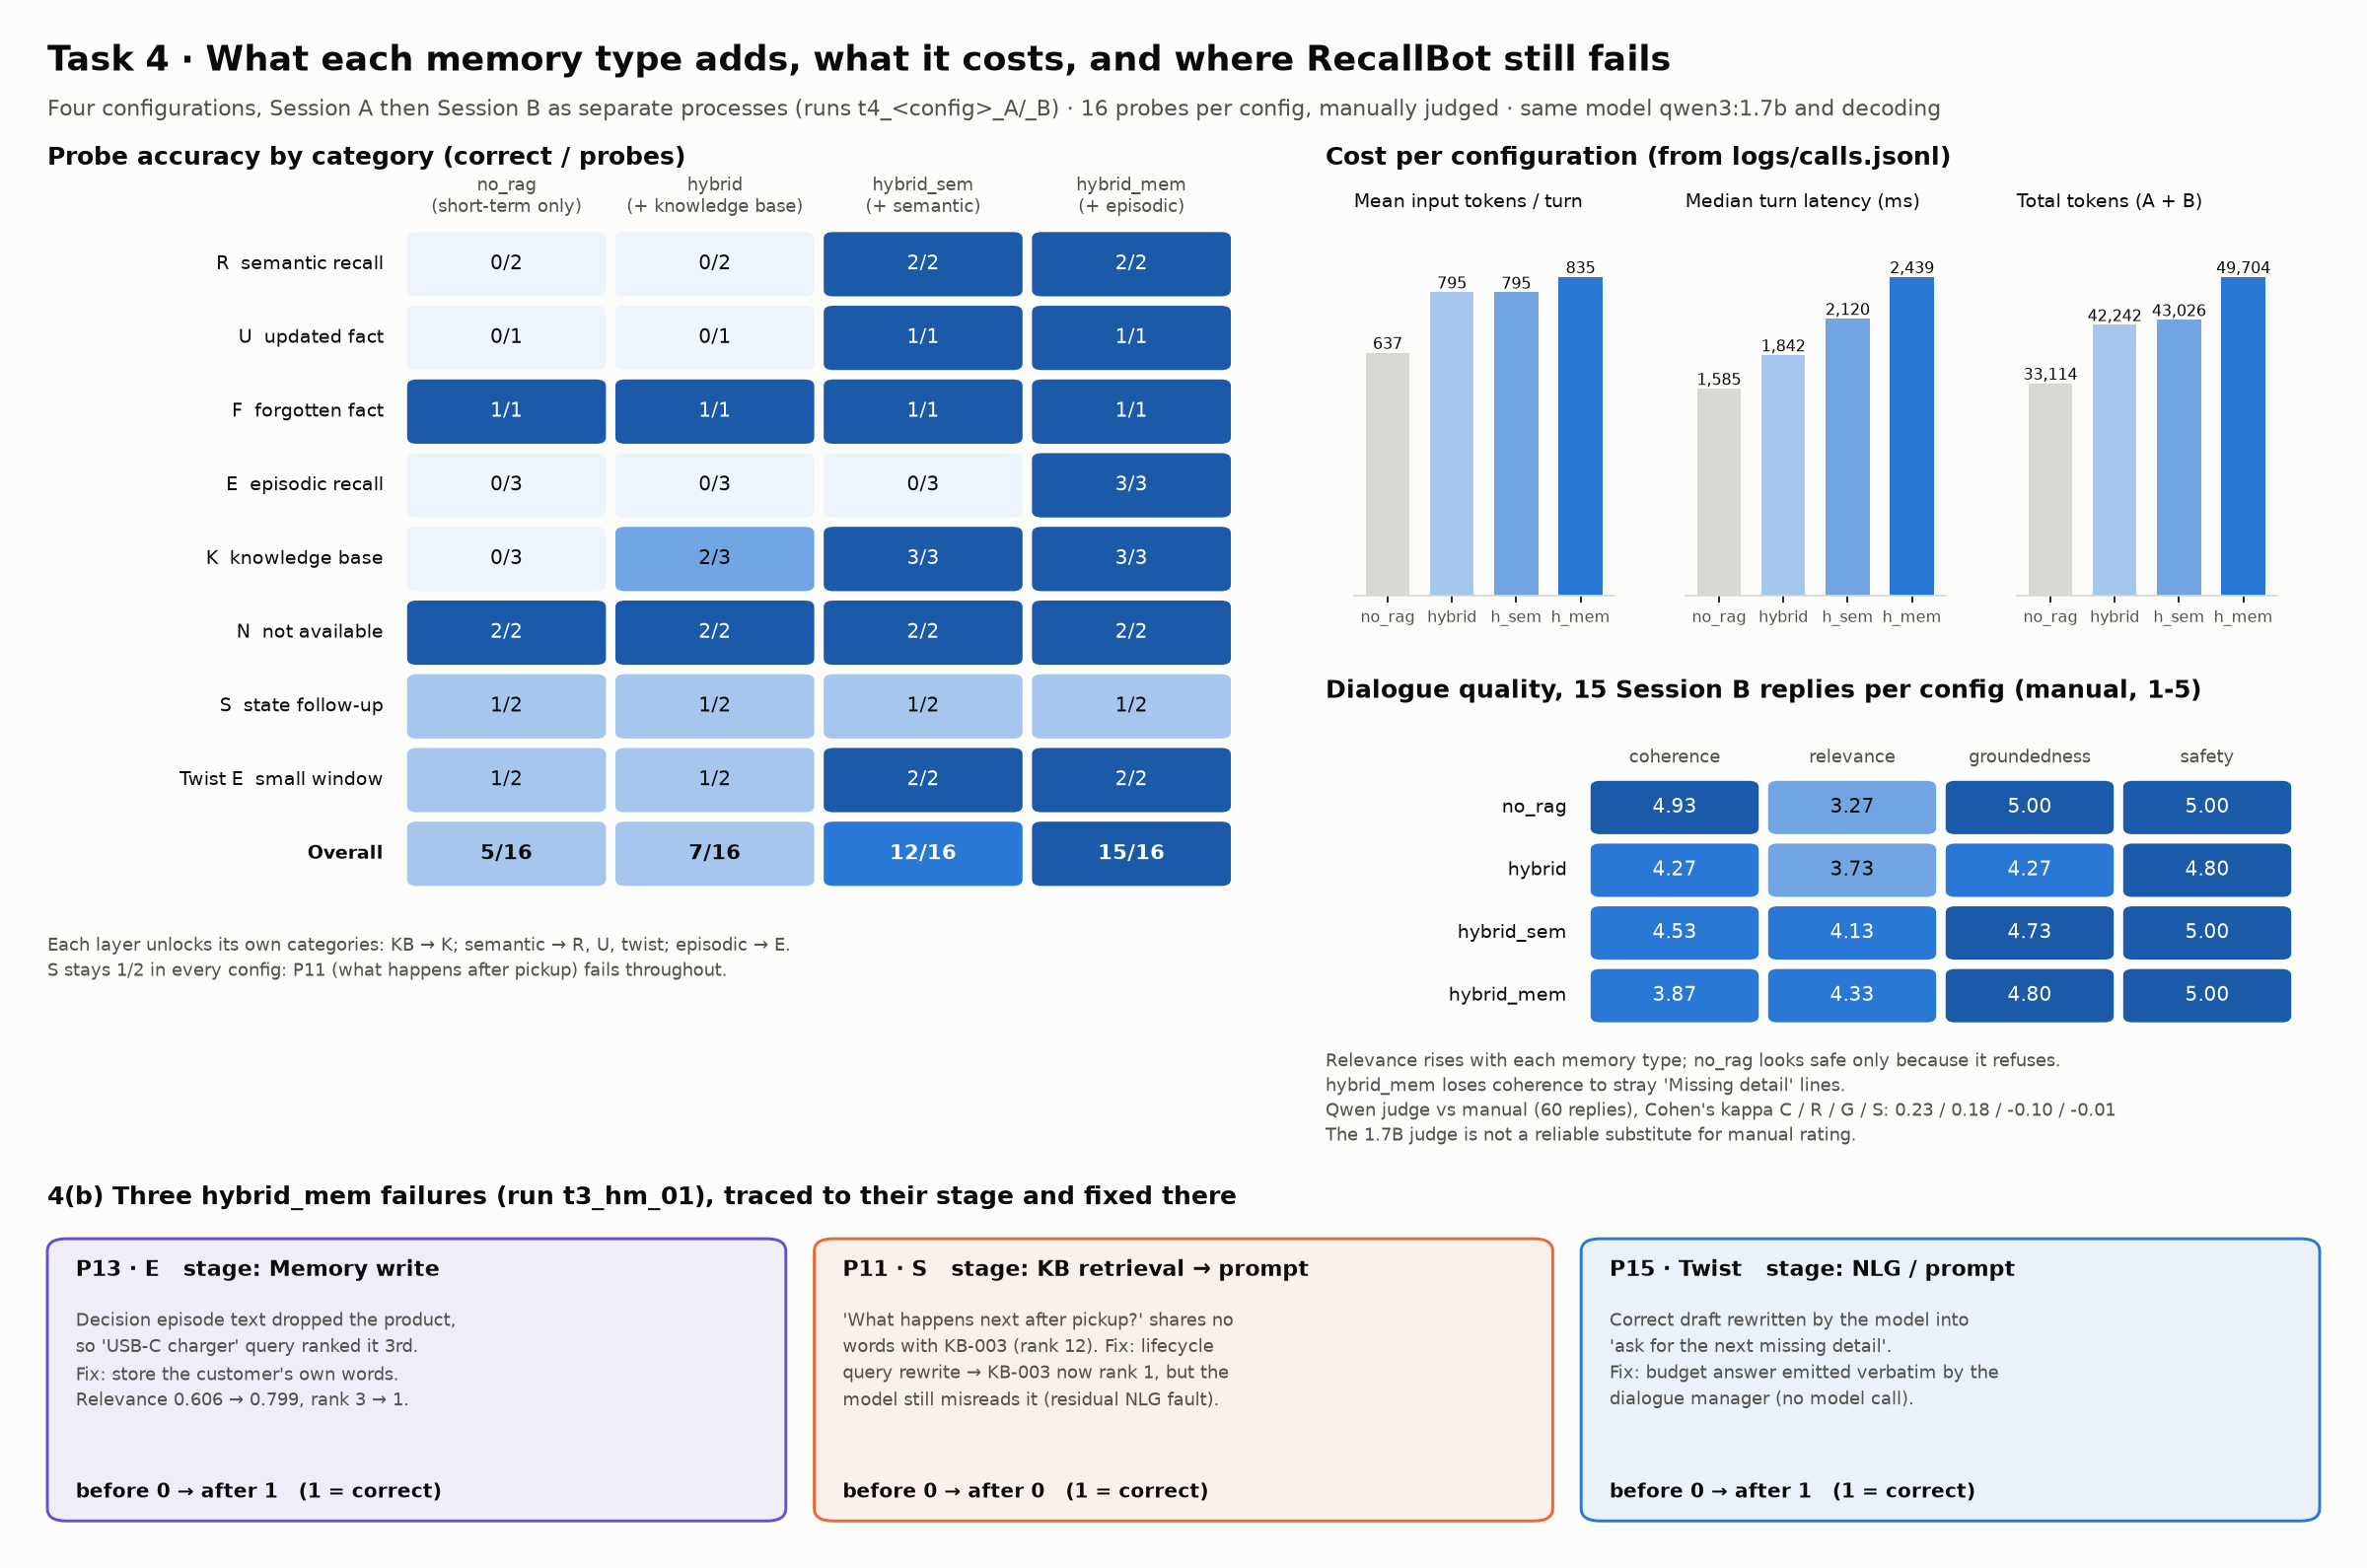 Task 4 · What each memory type adds, what it costs, and where RecallBot still fails
Four configurations, Session A then Session B as separate processes (runs t4_<config>_A/_B) · 16 probes per config, manually judged · same model qwen3:1.7b and decoding
Probe accuracy by category (correct / probes)
no_rag hybrid hybrid_sem hybrid_mem
(short-term only) (+ knowledge base) (+ semantic) (+ episodic)
R semantic recall 0/2 0/2 2/2 2/2
U updated fact 0/1 0/1 1/1 1/1
F forgotten fact 1/1 1/1 1/1 1/1
E episodic recall 0/3 0/3 0/3 3/3
K knowledge base 0/3 2/3 3/3 3/3
N not available 2/2 2/2 2/2 2/2
S state follow-up 1/2 1/2 1/2 1/2
Twist E small window 1/2 1/2 2/2 2/2
Overall 5/16 7/16 12/16 15/16
Each layer unlocks its own categories: KB → K; semantic → R, U, twist; episodic → E.
S stays 1/2 in every config: P11 (what happens after pickup) fails throughout.
Cost per configuration (from logs/calls.jsonl)
Mean input tokens / turn
637 795 795 835
no_rag hybrid h_sem h_mem
Median turn latency (ms)
1,585 1,842 2,120 2,439
no_rag hybrid h_sem h_mem
Total tokens (A + B)
33,114 42,242 43,026 49,704
no_rag hybrid h_sem h_mem
Dialogue quality, 15 Session B replies per config (manual, 1-5)
coherence relevance groundedness safety
no_rag 4.93 3.27 5.00 5.00
hybrid 4.27 3.73 4.27 4.80
hybrid_sem 4.53 4.13 4.73 5.00
hybrid_mem 3.87 4.33 4.80 5.00
Relevance rises with each memory type; no_rag looks safe only because it refuses.
hybrid_mem loses coherence to stray 'Missing detail' lines.
Qwen judge vs manual (60 replies), Cohen's kappa C / R / G / S: 0.23 / 0.18 / -0.10 / -0.01
The 1.7B judge is not a reliable substitute for manual rating.
4(b) Three hybrid_mem failures (run t3_hm_01), traced to their stage and fixed there
P13 · E stage: Memory write
Decision episode text dropped the product,
so 'USB-C charger' query ranked it 3rd.
Fix: store the customer's own words.
Relevance 0.606 → 0.799, rank 3 → 1.
before 0 → after 1 (1 = correct)
P11 · S stage: KB retrieval → prompt
'What happens next after pickup?' shares no
words with KB-003 (rank 12). Fix: lifecycle
query rewrite → KB-003 now rank 1, but the
model still misreads it (residual NLG fault).
before 0 → after 0 (1 = correct)
P15 · Twist stage: NLG / prompt
Correct draft rewritten by the model into
'ask for the next missing detail'.
Fix: budget answer emitted verbatim by the
dialogue manager (no model call).
before 0 → after 1 (1 = correct)